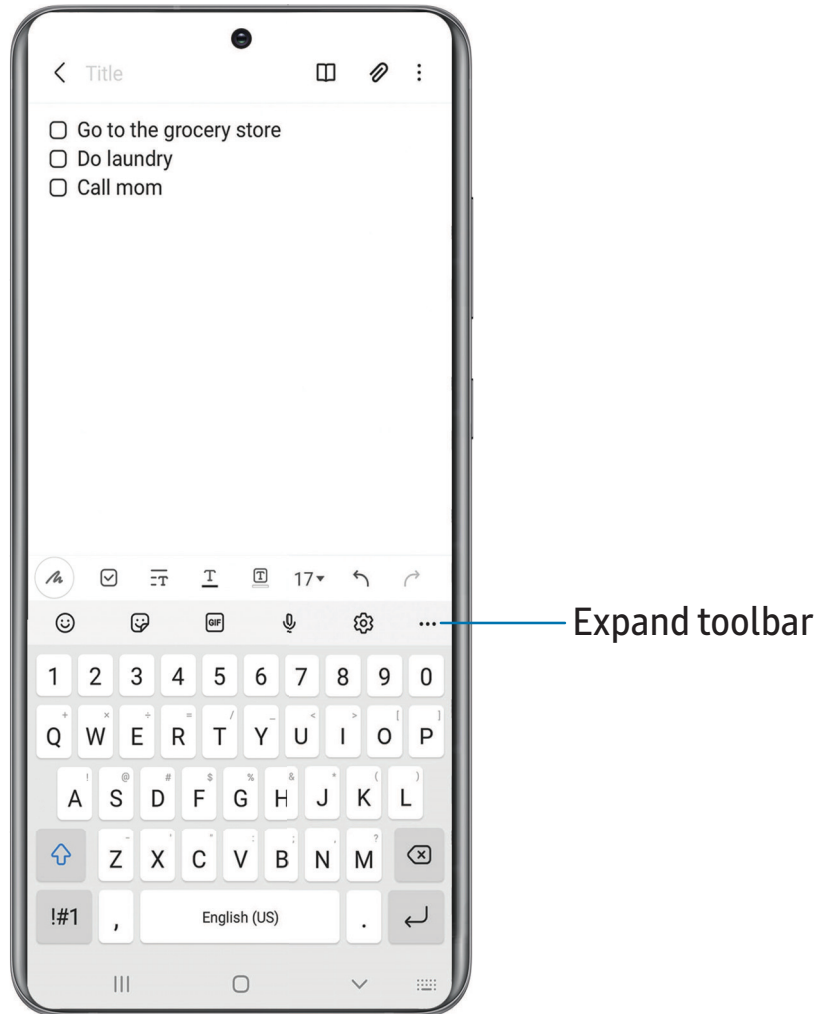 Title
Go to the grocery store
Do laundry
Call mom
T T T 17
GIF
Expand toolbar
1 2 3 4 5 6 7 8 9 0
+ × ÷ = / _ < > [ ]
Q W E R T Y U I O P
! @ # $ % & * ( )
A S D F G H J K L
- ' " : ; , ?
Z X C V B N M
!#1 , English (US) .